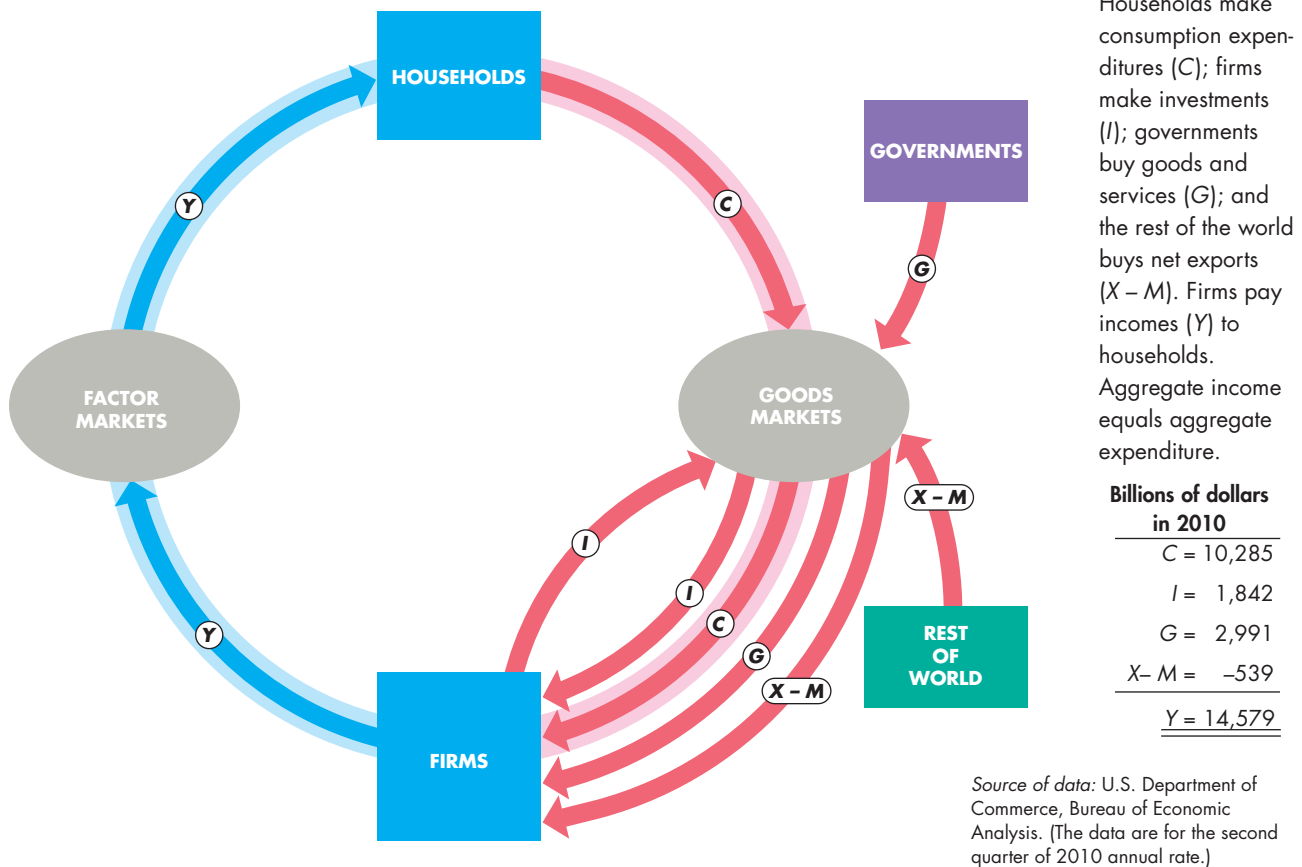 HOUSEHOLDS
GOVERNMENTS
Y
C
G
FACTOR
MARKETS
GOODS
MARKETS
X – M
I
I
C
Y
G
X – M
REST
OF
WORLD
FIRMS
Households make
consumption expen-
ditures (C); firms
make investments
(I); governments
buy goods and
services (G); and
the rest of the world
buys net exports
(X – M). Firms pay
incomes (Y) to
households.
Aggregate income
equals aggregate
expenditure.
Billions of dollars
in 2010
C = 10,285
I = 1,842
G = 2,991
X– M = –539
Y = 14,579
Source of data: U.S. Department of
Commerce, Bureau of Economic
Analysis. (The data are for the second
quarter of 2010 annual rate.)